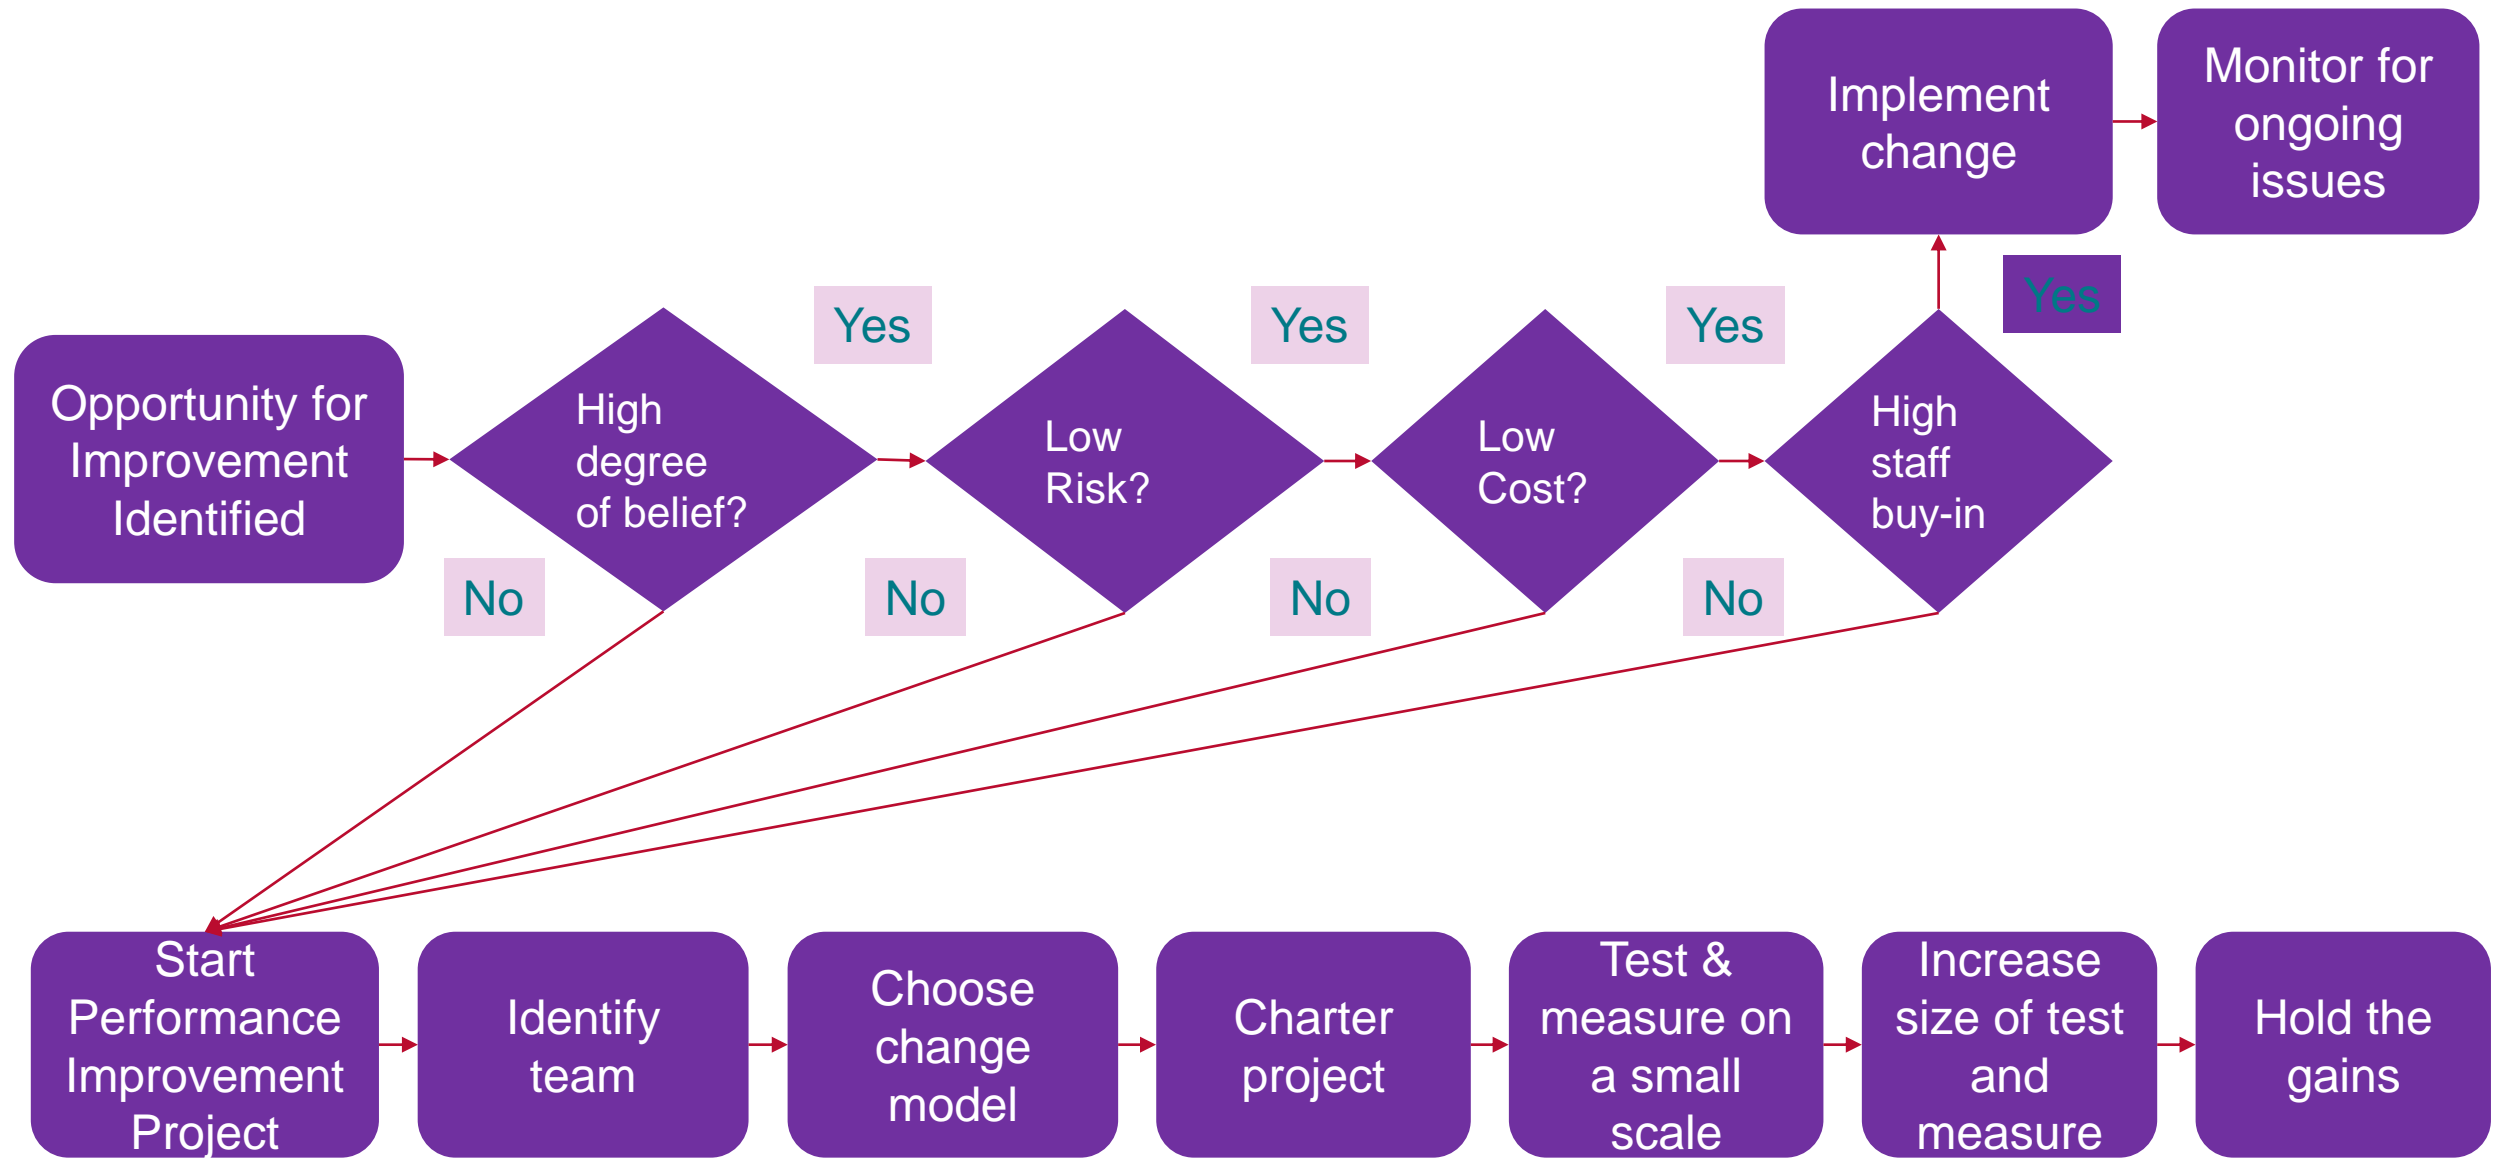 Implement
change
Monitor for
ongoing
issues
Yes
Yes
Yes
Yes
Opportunity for
Improvement
Identified
High
degree
of belief?
Low
Risk?
Low
Cost?
High
staff
buy-in
No
No
No
No
Start
Performance
Improvement
Project
Identify
team
Choose
change
model
Charter
project
Test &
measure on
a small
scale
Increase
size of test
and
measure
Hold the
gains